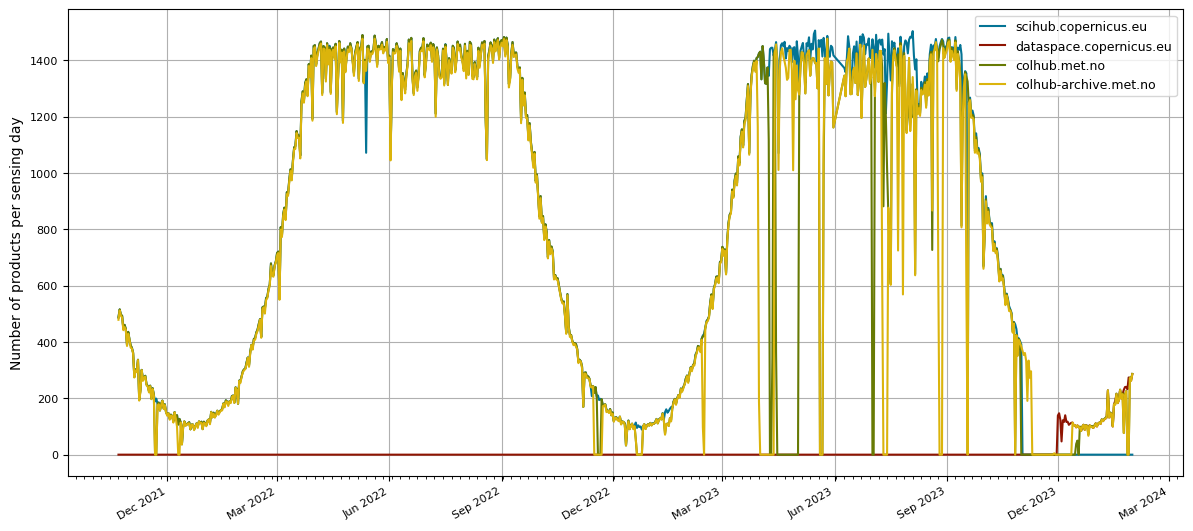 Number of products per sensing day
1400
1200
1000
800
600
400
200
0
scihub.copernicus.eu
dataspace.copernicus.eu
colhub.met.no
colhub-archive.met.no
Dec 2021
Mar 2022
Jun 2022
Sep 2022
Dec 2022
Mar 2023
Jun 2023
Sep 2023
Dec 2023
Mar 2024